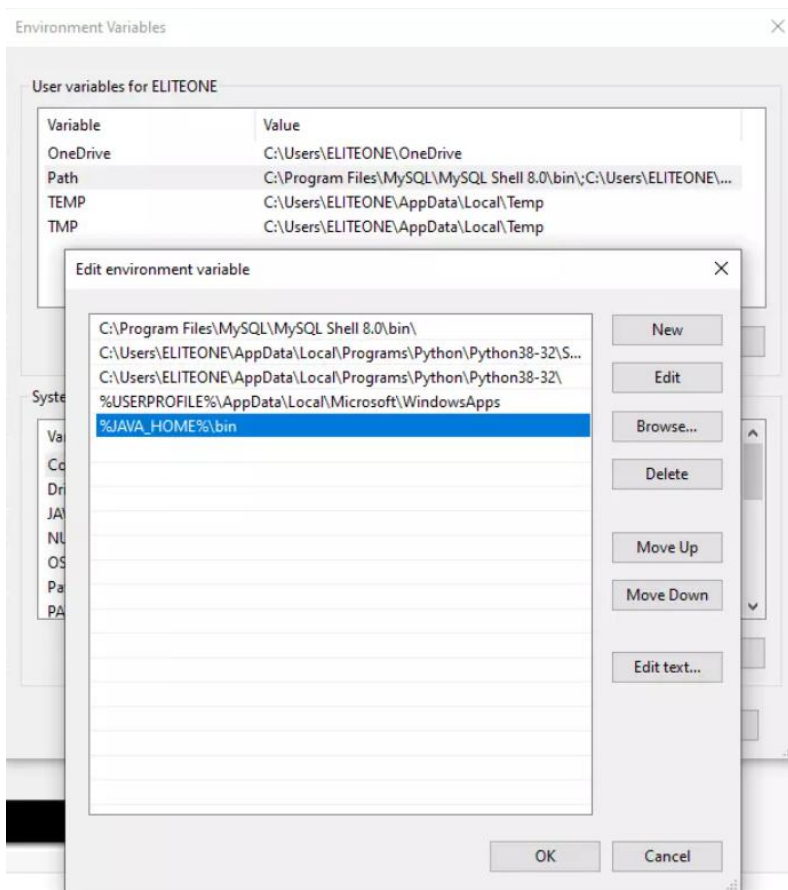 Environment Variables
User variables for ELITEONE
Variable Value
OneDrive C:\Users\ELITEONE\OneDrive
Path C:\Program Files\MySQL\MySQL Shell 8.0\bin\;C:\Users\ELITEONE\...
TEMP C:\Users\ELITEONE\AppData\Local\Temp
TMP C:\Users\ELITEONE\AppData\Local\Temp
Edit environment variable
C:\Program Files\MySQL\MySQL Shell 8.0\bin\
New
C:\Users\ELITEONE\AppData\Local\Programs\Python\Python38-32\S...
C:\Users\ELITEONE\AppData\Local\Programs\Python\Python38-32\
Edit
%USERPROFILE%\AppData\Local\Microsoft\WindowsApps
%JAVA_HOME%\bin
Browse...
Delete
Move Up
Move Down
Edit text...
OK Cancel